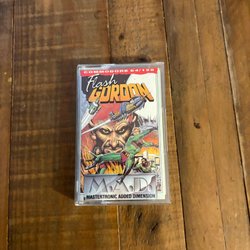 COMMODORE 64/128
Flash
GORDON
M.A.D.
MASTERTRONIC ADDED DIMENSION